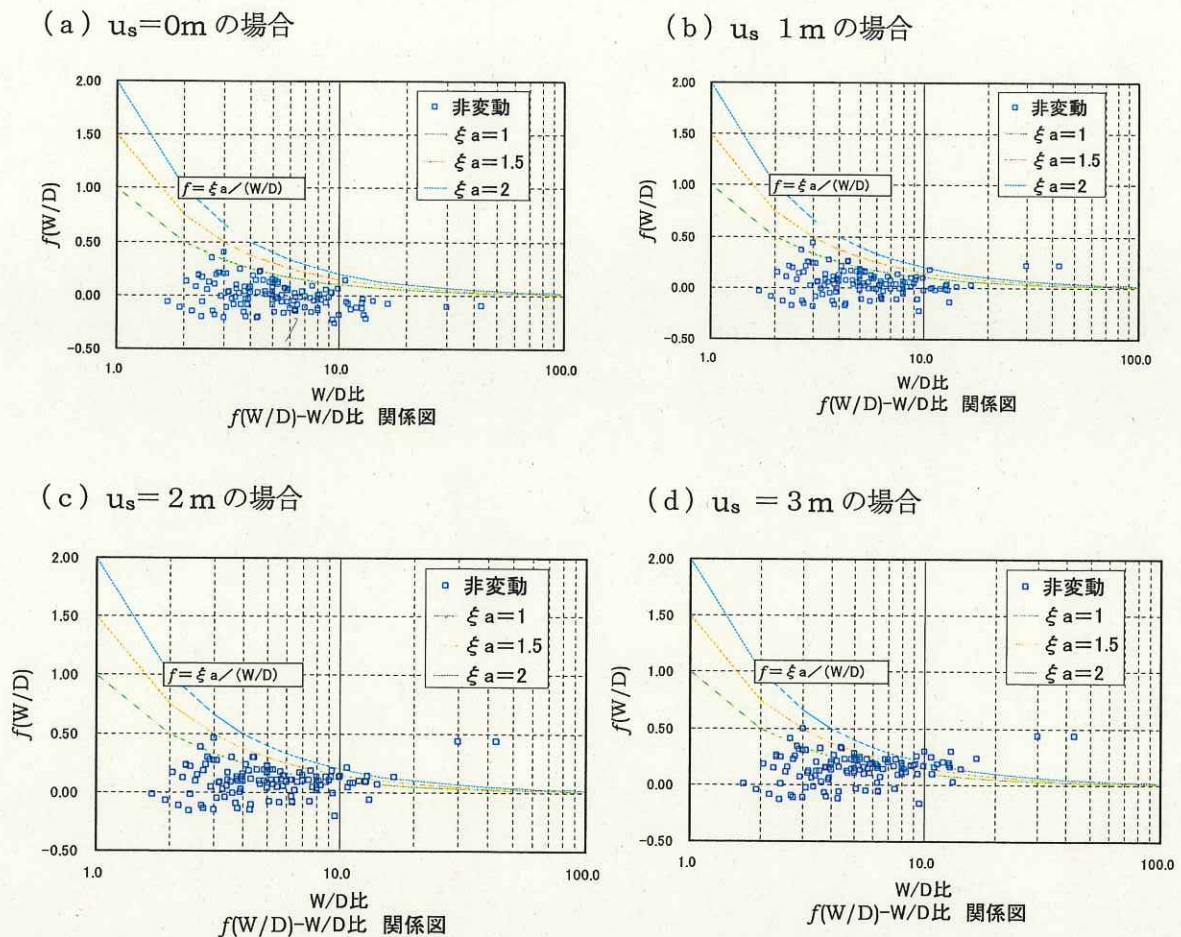 (a) us=0m の場合
2.00
1.50
1.00
0.50
0.00
-0.50
f(W/D)
□ 非変動
ξa=1
ξa=1.5
ξa=2
f=ξa/(W/D)
1.0 10.0 100.0
W/D比
f(W/D)-W/D比 関係図
(b) us 1mの場合
2.00
1.50
1.00
0.50
0.00
-0.50
f(W/D)
□ 非変動
ξa=1
ξa=1.5
ξa=2
f=ξa/(W/D)
1.0 10.0 100.0
W/D比
f(W/D)-W/D比 関係図
(c) us=2mの場合
2.00
1.50
1.00
0.50
0.00
-0.50
f(W/D)
□ 非変動
ξa=1
ξa=1.5
ξa=2
f=ξa/(W/D)
1.0 10.0 100.0
W/D比
f(W/D)-W/D比 関係図
(d) us =3mの場合
2.00
1.50
1.00
0.50
0.00
-0.50
f(W/D)
□ 非変動
ξa=1
ξa=1.5
ξa=2
f=ξa/(W/D)
1.0 10.0 100.0
W/D比
f(W/D)-W/D比 関係図